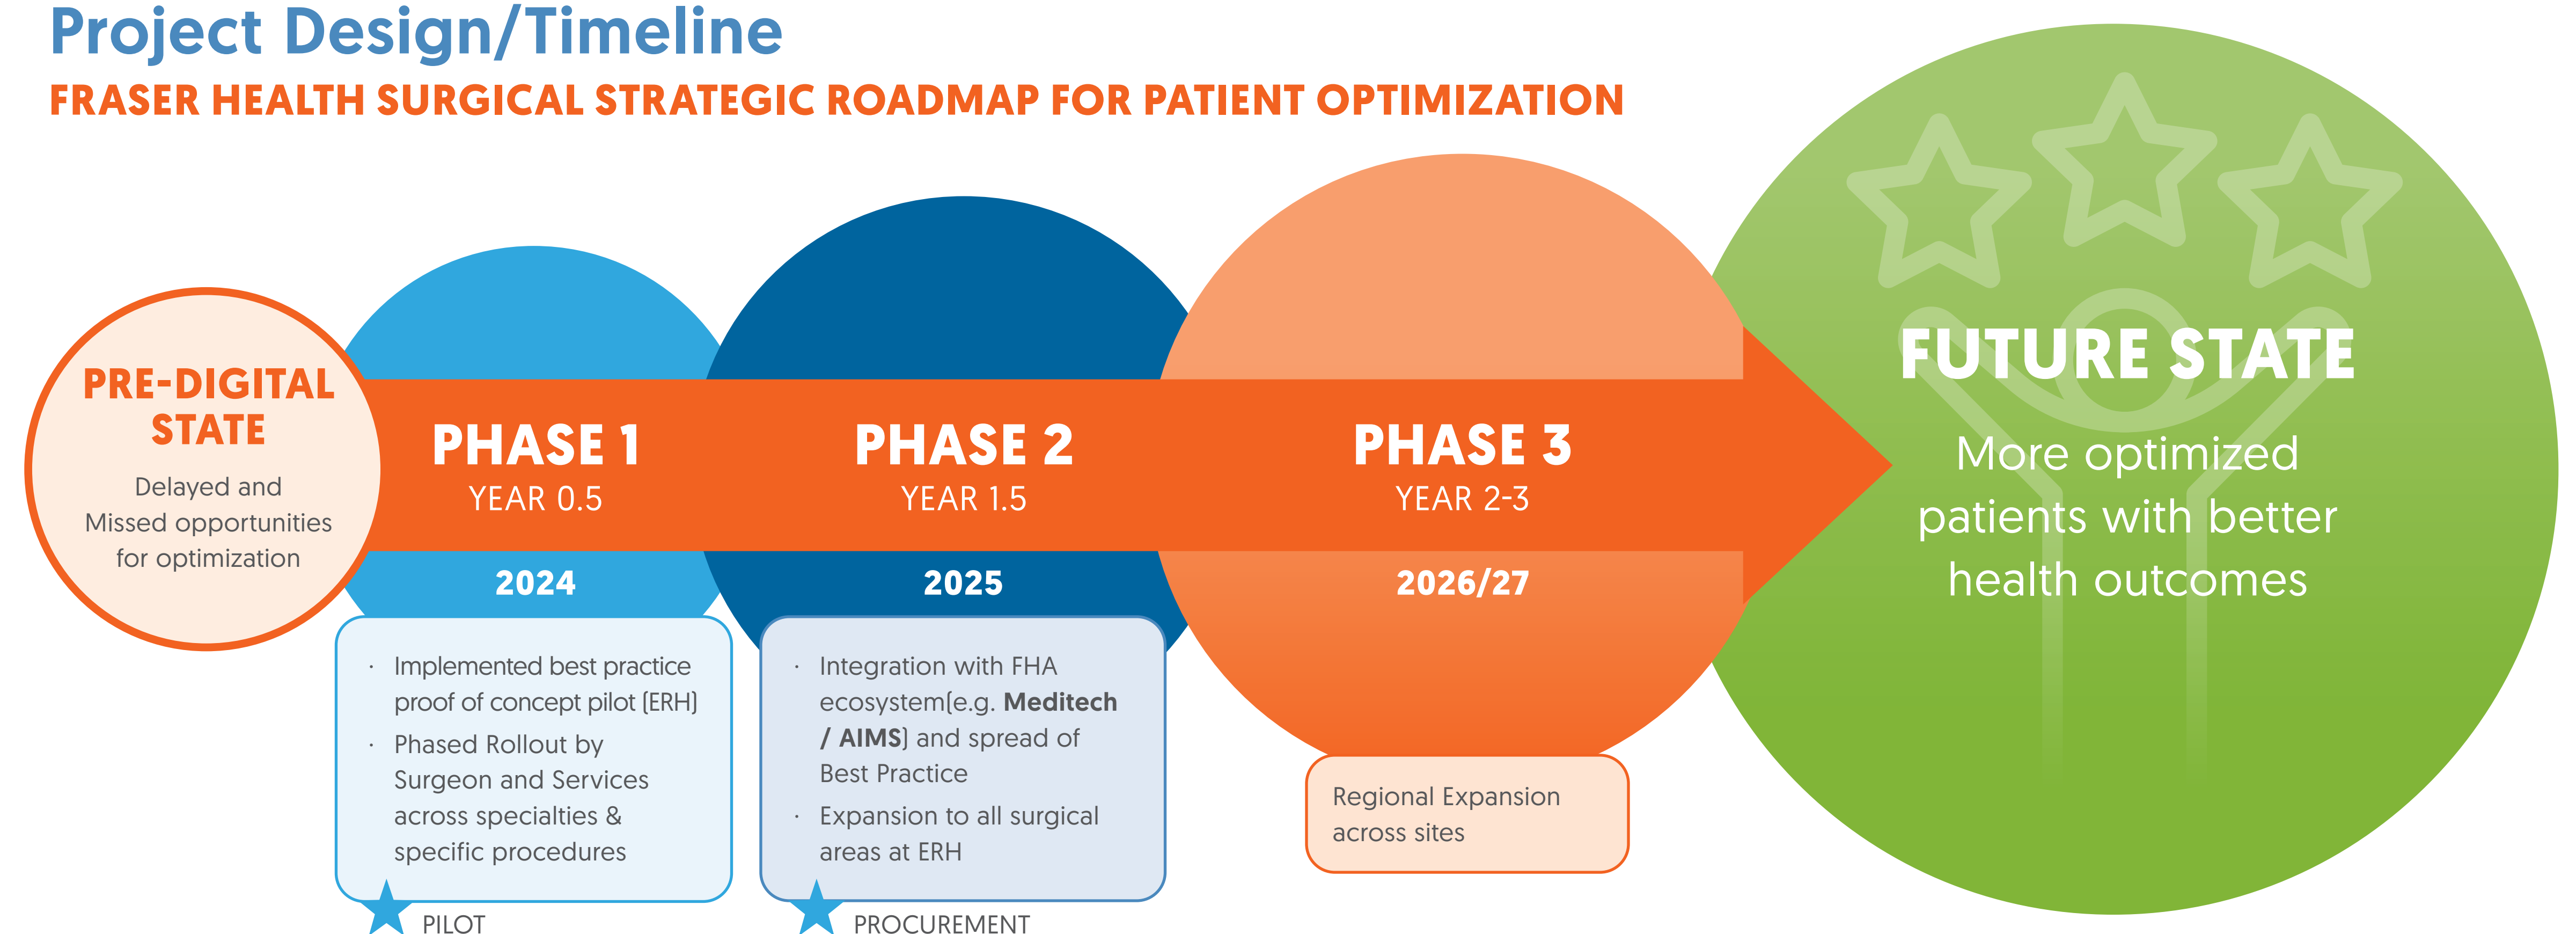 Project Design/Timeline
FRASER HEALTH SURGICAL STRATEGIC ROADMAP FOR PATIENT OPTIMIZATION
PRE-DIGITAL
STATE
Delayed and
Missed opportunities
for optimization
PHASE 1
YEAR 0.5
2024
· Implemented best practice
proof of concept pilot (ERH)
· Phased Rollout by
Surgeon and Services
across specialties &
specific procedures
PILOT
PHASE 2
YEAR 1.5
2025
· Integration with FHA
ecosystem(e.g. Meditech
/ AIMS) and spread of
Best Practice
· Expansion to all surgical
areas at ERH
PROCUREMENT
PHASE 3
YEAR 2-3
2026/27
Regional Expansion
across sites
FUTURE STATE
More optimized
patients with better
health outcomes